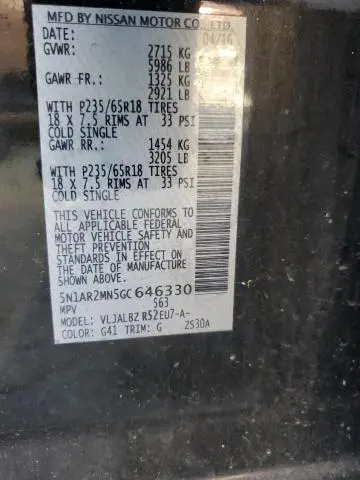 MFD BY NISSAN MOTOR CO., LTD.
DATE: 04/16
GVWR: 2715 KG
5986 LB
GAWR FR.: 1325 KG
2921 LB
WITH P235/65R18 TIRES
18 X 7.5 RIMS AT 33 PSI
COLD SINGLE
GAWR RR.: 1454 KG
3205 LB
WITH P235/65R18 TIRES
18 X 7.5 RIMS AT 33 PSI
COLD SINGLE
THIS VEHICLE CONFORMS TO
ALL APPLICABLE FEDERAL
MOTOR VEHICLE SAFETY
AND THEFT PREVENTION
STANDARDS IN EFFECT ON
THE DATE OF MANUFACTURE
SHOWN ABOVE.
5N1AR2MN5GC646330
MPV 563
MODEL: VLJALBZ R52EU7-A-
COLOR: G41 TRIM: G ZS30A